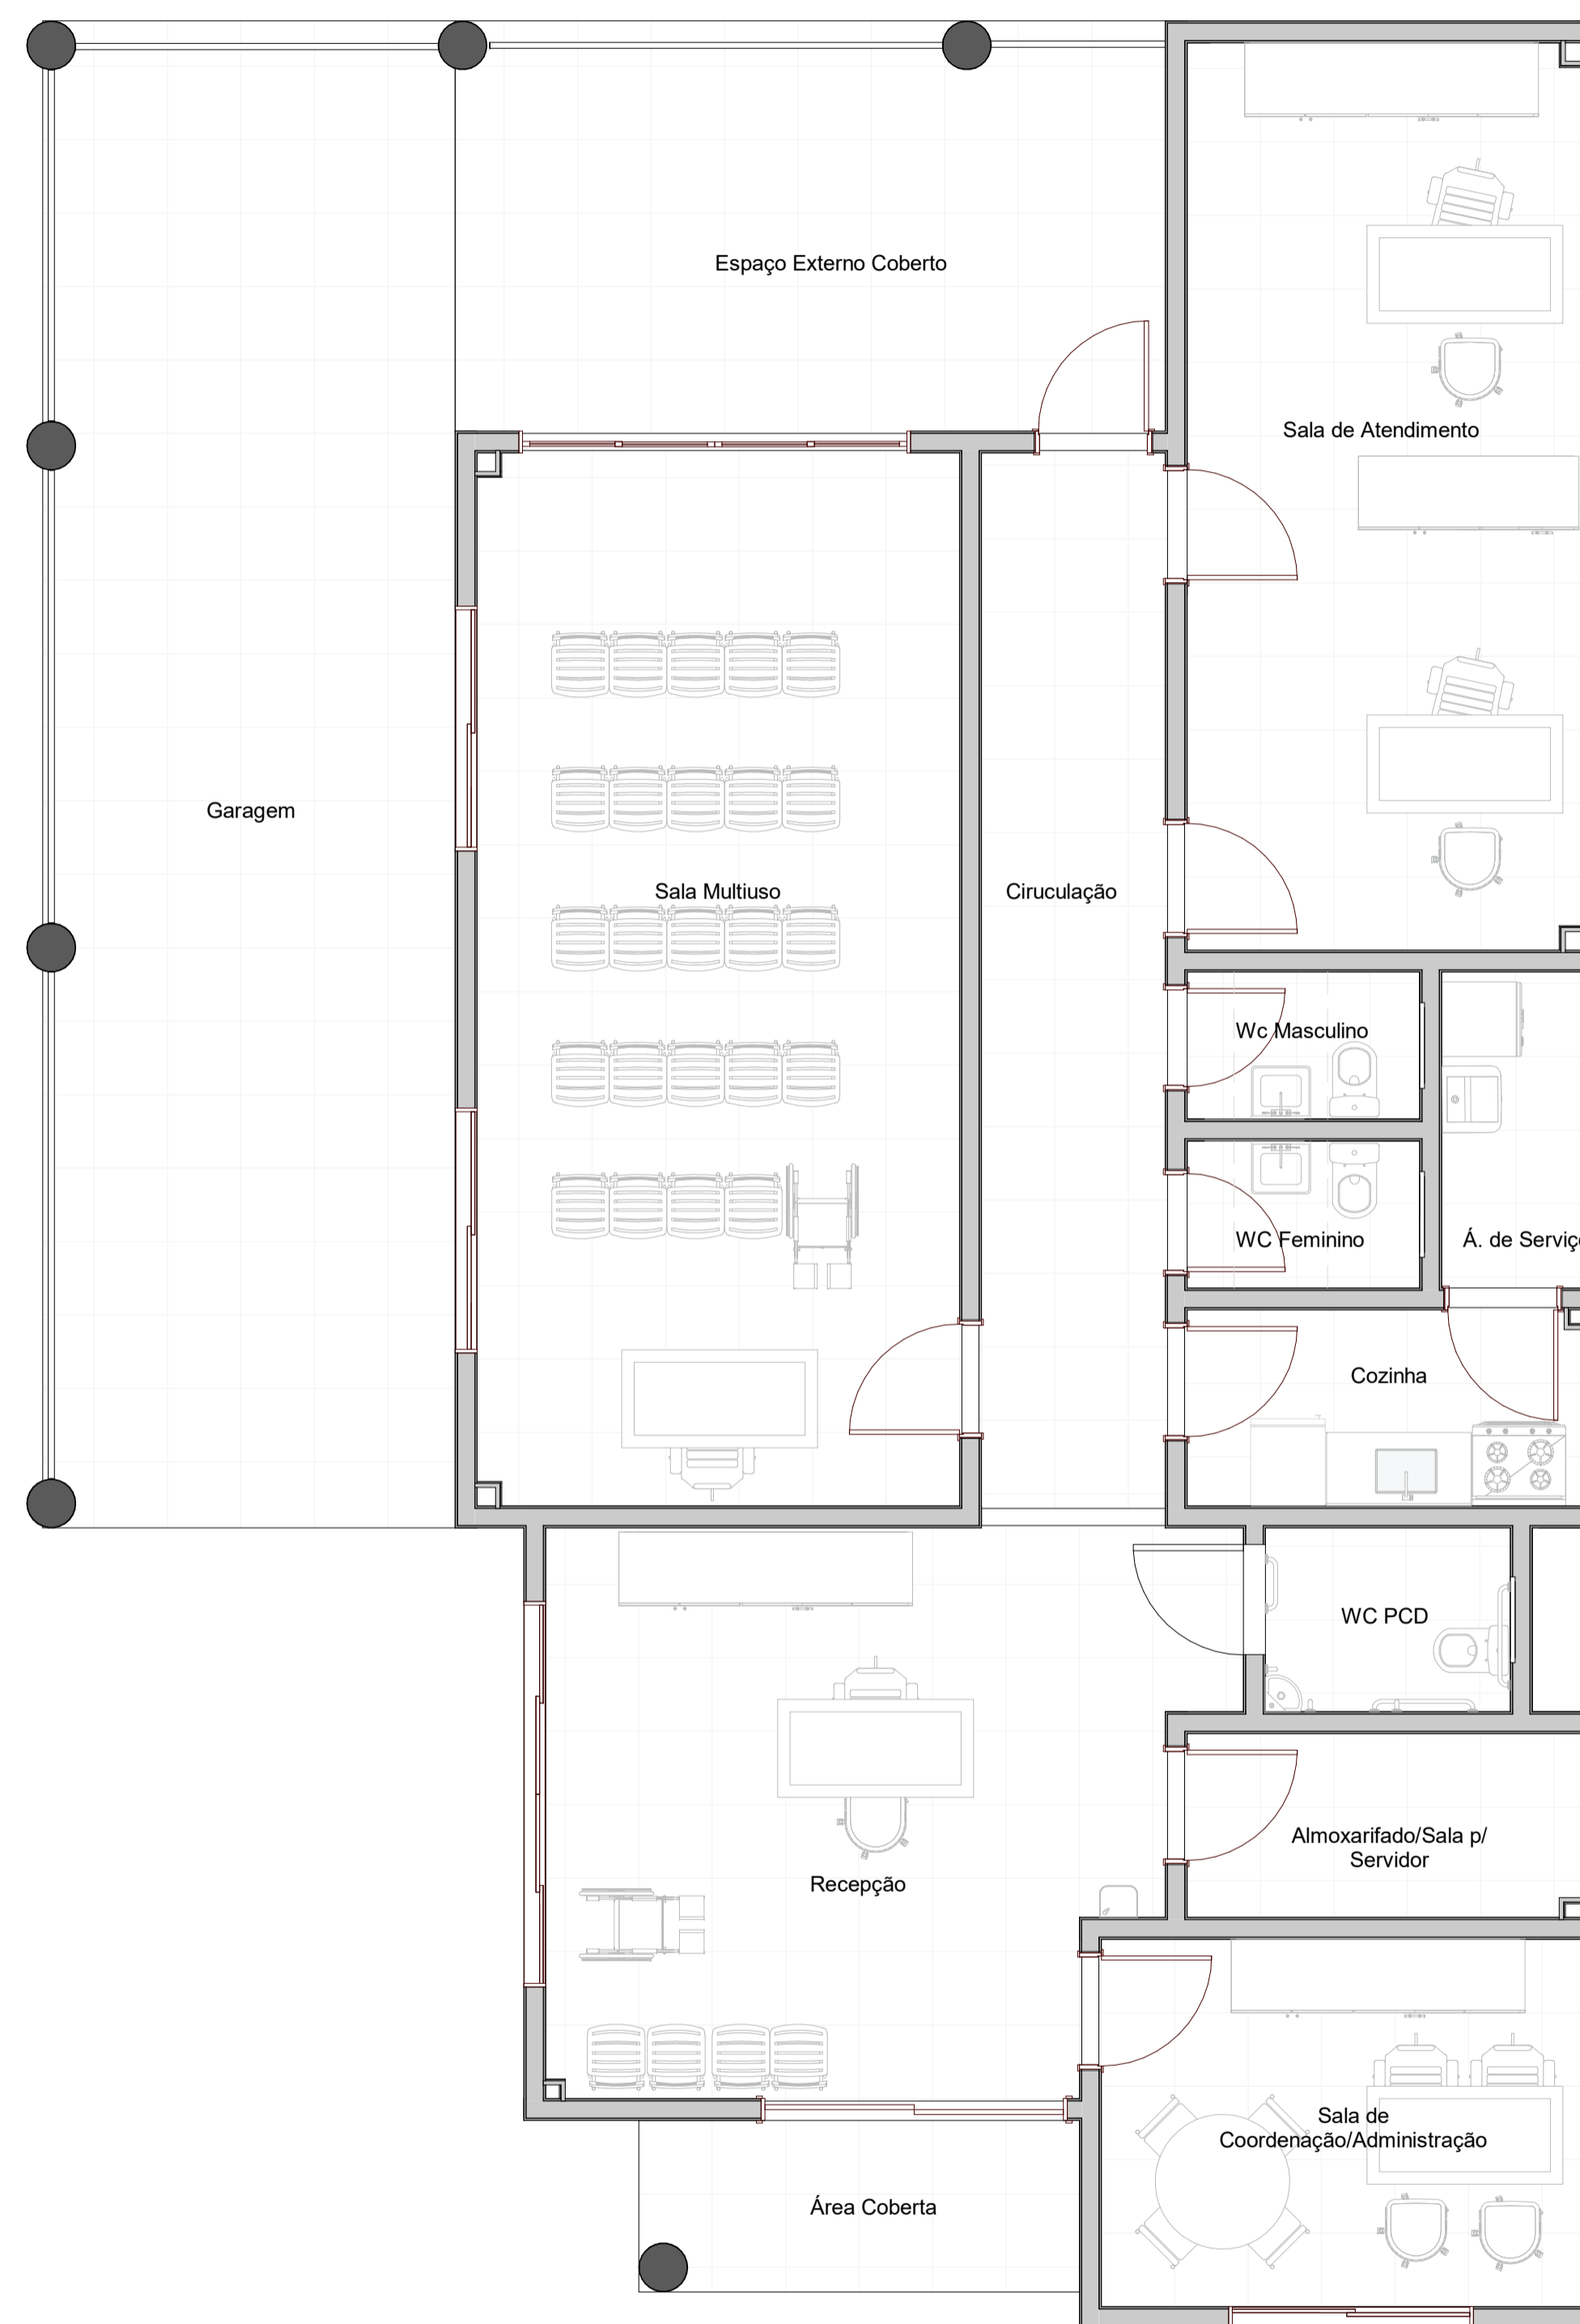 Espaço Externo Coberto
Sala de Atendimento
Garagem
Sala Multiuso
Ciruculação
Wc Masculino
WC Feminino
Á. de Serviç
Cozinha
WC PCD
Almoxarifado/Sala p/
Servidor
Recepção
Sala de
Coordenação/Administração
Área Coberta